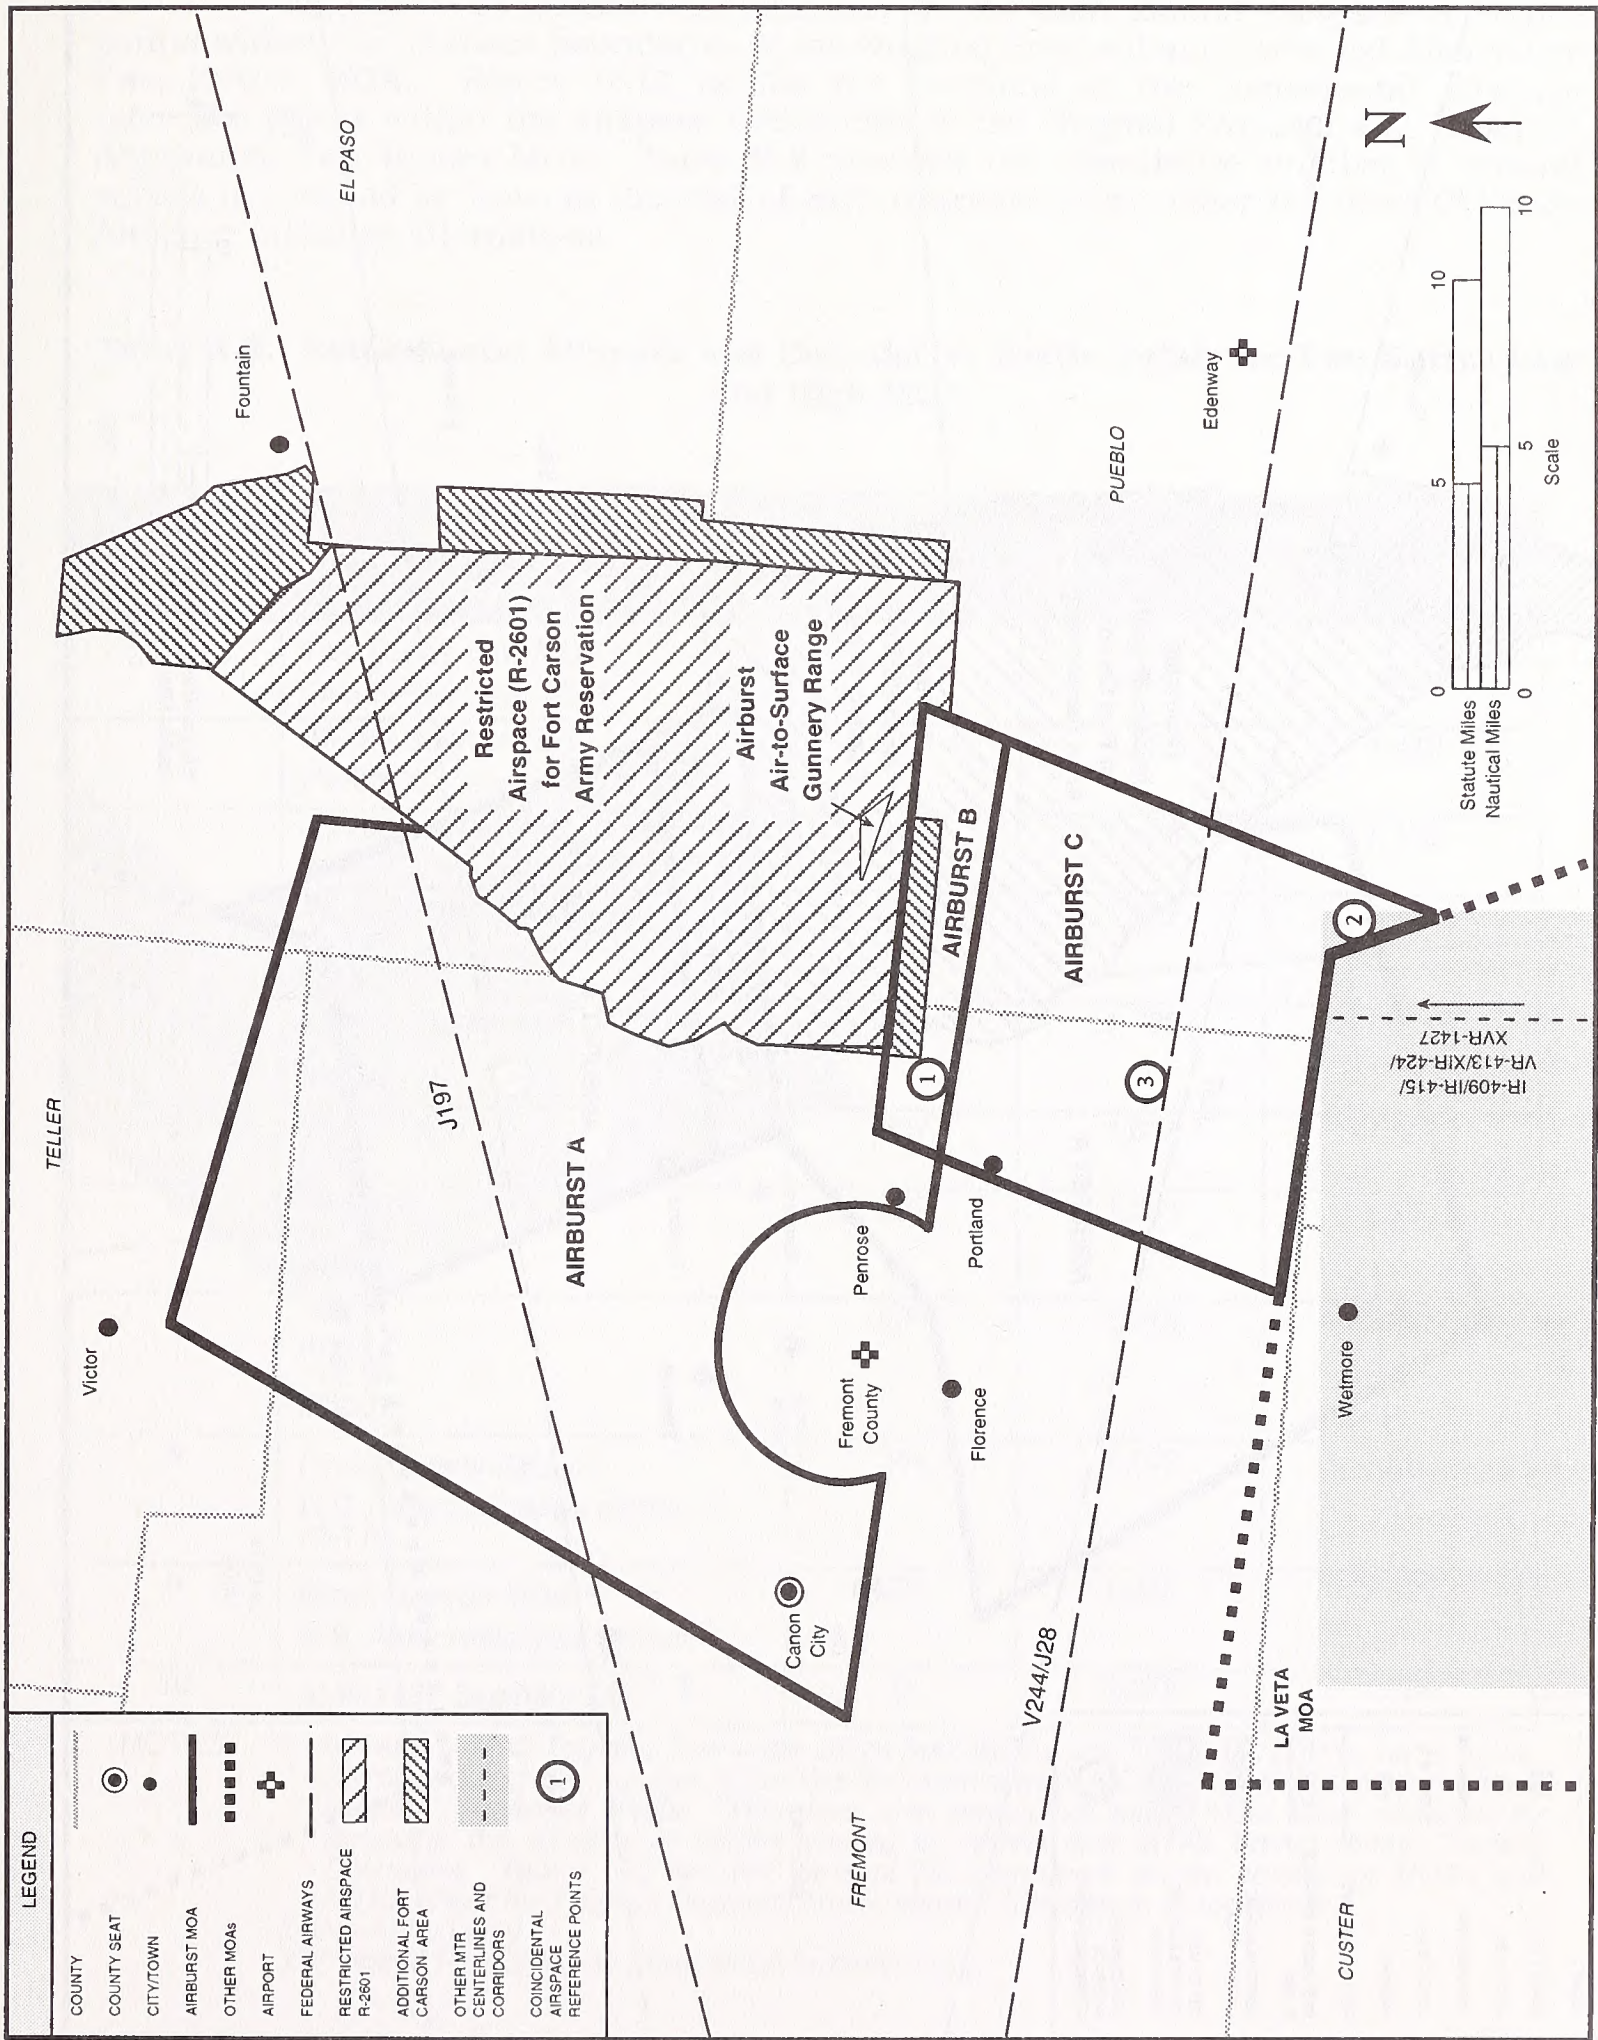 LEGEND
COUNTY
COUNTY SEAT
CITY/TOWN
AIRBURST MOA
OTHER MOAs
AIRPORT
FEDERAL AIRWAYS
RESTRICTED AIRSPACE
R-2601
ADDITIONAL FORT
CARSON AREA
OTHER MTR
CENTERLINES AND
CORRIDORS
COINCIDENTAL
AIRSPACE
REFERENCE POINTS
1
TELLER
Victor
EL PASO
Fountain
J197
AIRBURST A
Restricted
Airspace (R-2601)
for Fort Carson
Army Reservation
Airburst
Air-to-Surface
Gunnery Range
Canon
City
Fremont
County
Penrose
Florence
Portland
1
AIRBURST B
AIRBURST C
3
2
FREMONT
V244/J28
PUEBLO
Edenway
LA VETA
MOA
CUSTER
Wetmore
IR-409/IR-415/
VR-413/XIR-424/
XVR-1427
N
0
5
10
Statute Miles
Nautical Miles
0
5
10
Scale